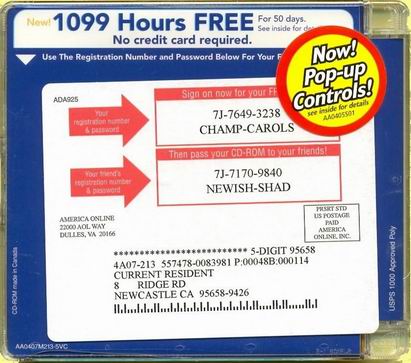 New! 1099 Hours FREE For 50 days.
See inside for de
No credit card required.
Use the Registration Number and Password Below For Your F
Now!
Pop-up
Controls!
see inside for details
AA0405S01
ADA925
Sign on now for your FR
Your
registration number
& password
7J-7649-3238
CHAMP-CAROLS
Then pass your CD-ROM to your friends!
Your friend's
registration number
& password
7J-7170-9840
NEWISH-SHAD
AMERICA ONLINE
22000 AOL WAY
DULLES, VA 20166
PRSRT STD
US POSTAGE
PAID
AMERICA
ONLINE, INC.
************************ 5-DIGIT 95658
4A07-213 557478-0083981 P:00048B:000114
CURRENT RESIDENT
8 RIDGE RD
NEWCASTLE CA 95658-9426
CD-ROM made in Canada
USPS 1000 Approved Poly
AA0407M213-5VC